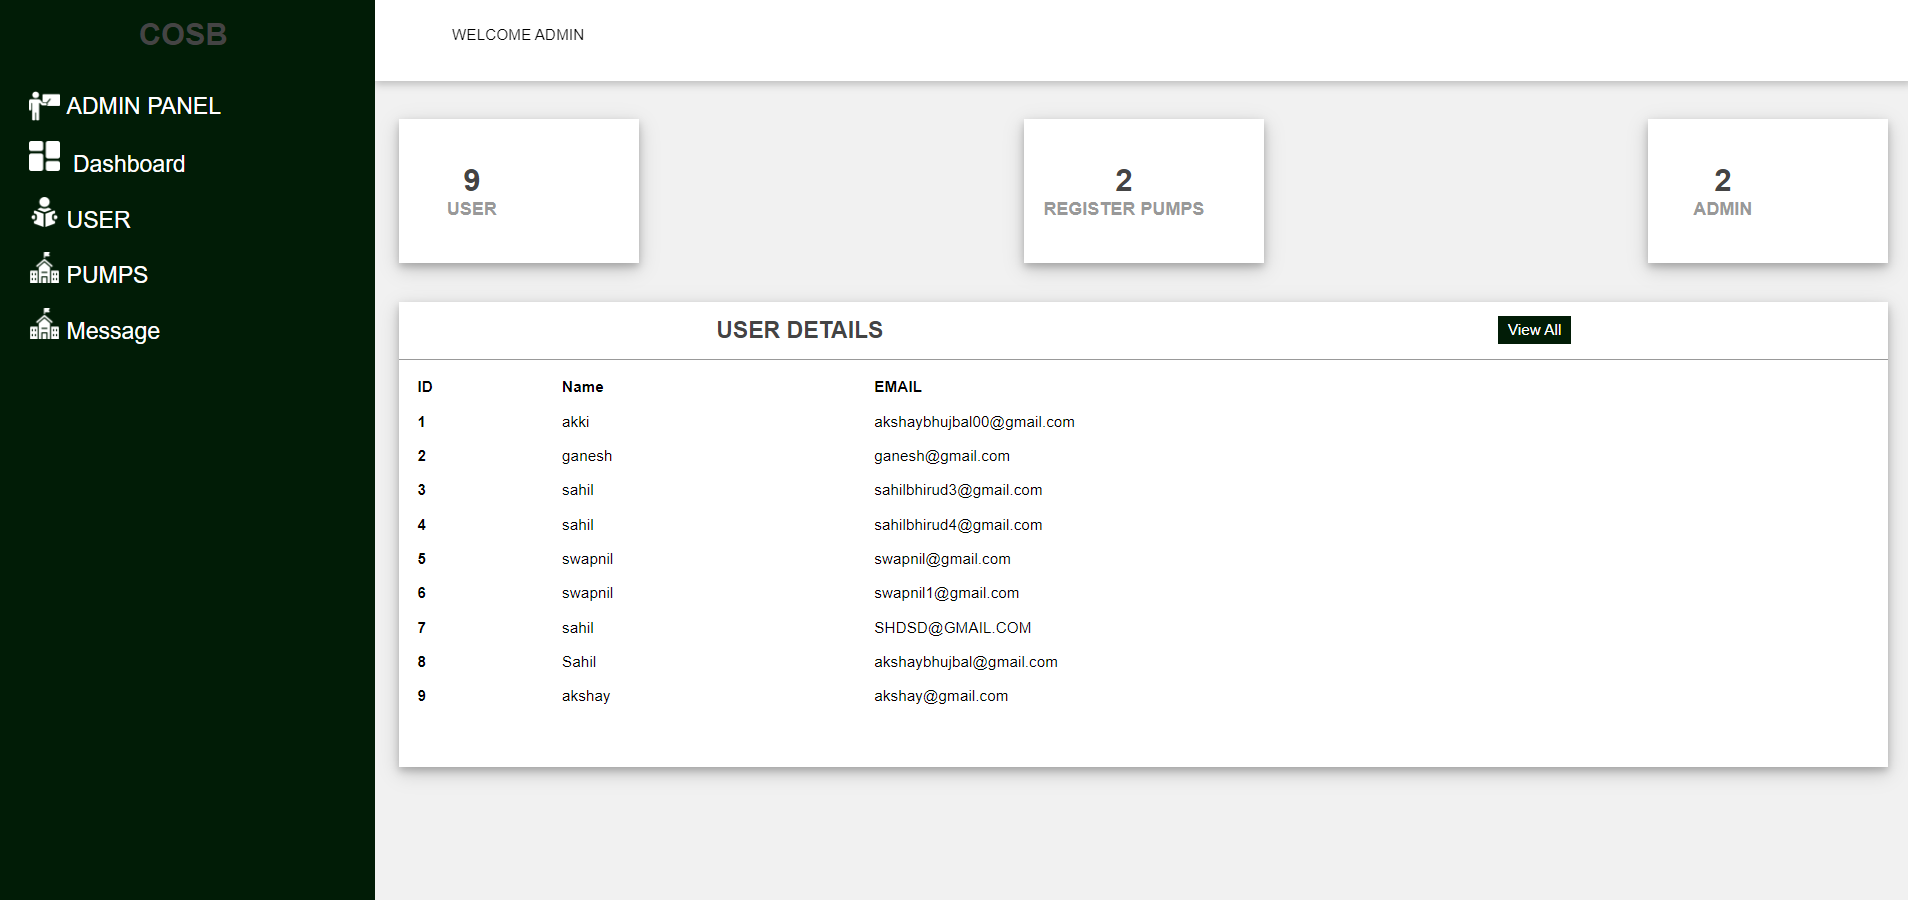 COSB
ADMIN PANEL
Dashboard
USER
PUMPS
Message
WELCOME ADMIN
9
USER
2
REGISTER PUMPS
2
ADMIN
USER DETAILS
View All
ID Name EMAIL
1 akki akshaybhujbal00@gmail.com
2 ganesh ganesh@gmail.com
3 sahil sahilbhirud3@gmail.com
4 sahil sahilbhirud4@gmail.com
5 swapnil swapnil@gmail.com
6 swapnil swapnil1@gmail.com
7 sahil SHDSD@GMAIL.COM
8 Sahil akshaybhujbal@gmail.com
9 akshay akshay@gmail.com